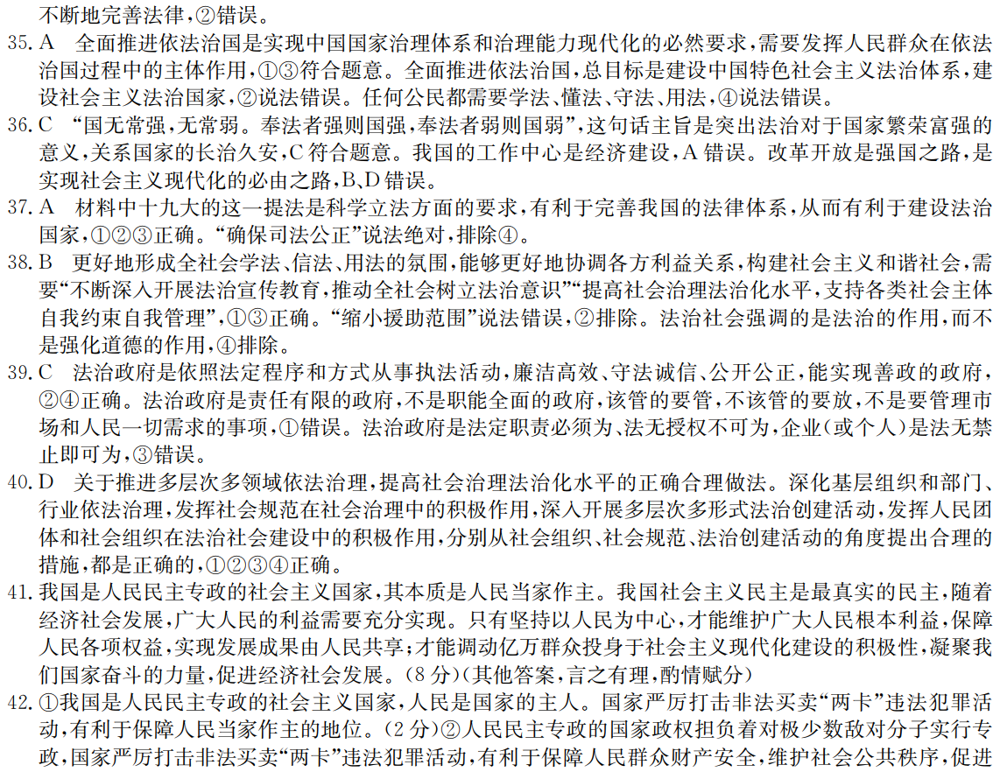 不断地完善法律,②错误。
35. A 全面推进依法治国是实现中国国家治理体系和治理能力现代化的必然要求,需要发挥人民群众在依法
治国过程中的主体作用,①③符合题意。全面推进依法治国,总目标是建设中国特色社会主义法治体系,建
设社会主义法治国家,②说法错误。任何公民都需要学法、懂法、守法、用法,④说法错误。
36. C “国无常强,无常弱。奉法者强则国强,奉法者弱则国弱”,这句话主旨是突出法治对于国家繁荣富强的
意义,关系国家的长治久安,C符合题意。我国的工作中心是经济建设,A错误。改革开放是强国之路,是
实现社会主义现代化的必由之路,B、D错误。
37. A 材料中十九大的这一提法是科学立法方面的要求,有利于完善我国的法律体系,从而有利于建设法治
国家,①②③正确。“确保司法公正”说法绝对,排除④。
38. B 更好地形成全社会学法、信法、用法的氛围,能够更好地协调各方利益关系,构建社会主义和谐社会,需
要“不断深入开展法治宣传教育,推动全社会树立法治意识”“提高社会治理法治化水平,支持各类社会主体
自我约束自我管理”,①③正确。“缩小援助范围”说法错误,②排除。法治社会强调的是法治的作用,而不
是强化道德的作用,④排除。
39. C 法治政府是依照法定程序和方式从事执法活动,廉洁高效、守法诚信、公开公正,能实现善政的政府,
②④正确。法治政府是责任有限的政府,不是职能全面的政府,该管的要管,不该管的要放,不是要管理市
场和人民一切需求的事项,①错误。法治政府是法定职责必须为、法无授权不可为,企业(或个人)是法无禁
止即可为,③错误。
40. D 关于推进多层次多领域依法治理,提高社会治理法治化水平的正确合理做法。深化基层组织和部门、
行业依法治理,发挥社会规范在社会治理中的积极作用,深入开展多层次多形式法治创建活动,发挥人民团
体和社会组织在法治社会建设中的积极作用,分别从社会组织、社会规范、法治创建活动的角度提出合理的
措施,都是正确的,①②③④正确。
41. 我国是人民民主专政的社会主义国家,其本质是人民当家作主。我国社会主义民主是最真实的民主,随着
经济社会发展,广大人民的利益需要充分实现。只有坚持以人民为中心,才能维护广大人民根本利益,保障
人民各项权益,实现发展成果由人民共享;才能调动亿万群众投身于社会主义现代化建设的积极性,凝聚我
们国家奋斗的力量,促进经济社会发展。(8分)(其他答案,言之有理,酌情赋分)
42. ①我国是人民民主专政的社会主义国家,人民是国家的主人。国家严厉打击非法买卖“两卡”违法犯罪活
动,有利于保障人民当家作主的地位。(2分)②人民民主专政的国家政权担负着对极少数敌对分子实行专
政,国家严厉打击非法买卖“两卡”违法犯罪活动,有利于保障人民群众财产安全,维护社会公共秩序,促进